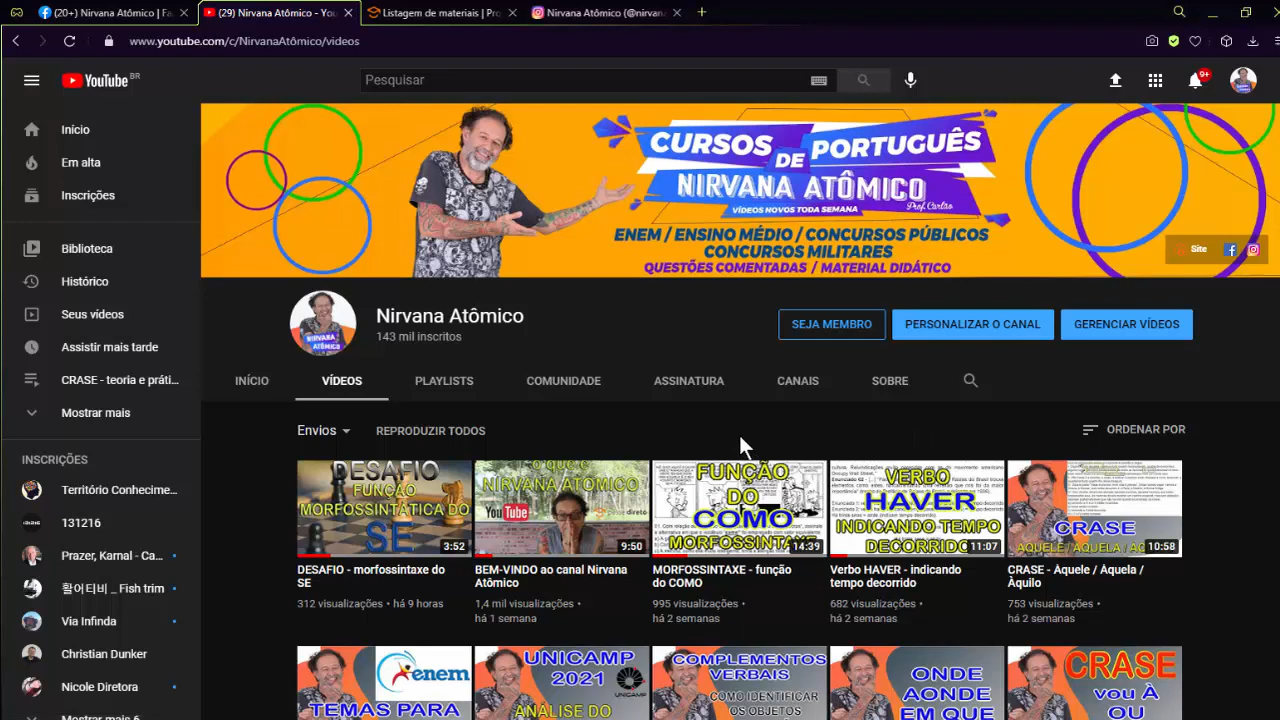 (20+) Nirvana Atômico | Fa
(29) Nirvana Atômico - You
Listagem de materiais | Pro
Nirvana Atômico (@nirvan
www.youtube.com/c/NirvanaAtômico/videos
YouTube BR
Pesquisar
9+
Início
Em alta
Inscrições
Biblioteca
Histórico
Seus vídeos
Assistir mais tarde
CRASE - teoria e práti...
Mostrar mais
INSCRIÇÕES
Território Conhecime...
131216
Prazer, Karnal - Ca...
활어티비 _ Fish trim
Via Infinda
Christian Dunker
Nicole Diretora
Mostrar mais 6
CURSOS DE PORTUGUÊS
NIRVANA ATÔMICO
VÍDEOS NOVOS TODA SEMANA Prof. Carlão
ENEM / ENSINO MÉDIO / CONCURSOS PÚBLICOS
CONCURSOS MILITARES
QUESTÕES COMENTADAS / MATERIAL DIDÁTICO
Site
Nirvana Atômico
143 mil inscritos
SEJA MEMBRO
PERSONALIZAR O CANAL
GERENCIAR VÍDEOS
INÍCIO
VÍDEOS
PLAYLISTS
COMUNIDADE
ASSINATURA
CANAIS
SOBRE
Envios
REPRODUZIR TODOS
ORDENAR POR
DESAFIO
FUNÇÃO
MORFOSSINTÁTICA DO
SE
3:52
DESAFIO - morfossintaxe do
SE
312 visualizações • há 9 horas
o que é
NIRVANA ATÔMICO
YouTube
direto
9:50
BEM-VINDO ao canal Nirvana
Atômico
1,4 mil visualizações •
há 1 semana
FUNÇÃO
DO
COMO
MORFOSSINTAXE
14:39
MORFOSSINTAXE - função
do COMO
995 visualizações •
há 2 semanas
VERBO
HAVER
INDICANDO TEMPO
DECORRIDO
11:07
Verbo HAVER - indicando
tempo decorrido
682 visualizações •
há 2 semanas
CRASE
AQUELE / AQUELA / AQ
10:58
CRASE - Àquele / Àquela /
Àquilo
753 visualizações •
há 2 semanas
enem
TEMAS PARA
UNICAMP
2021
UNICAMP
ANÁLISE DO
COMPLEMENTOS
VERBAIS
COMO IDENTIFICAR
OS OBJETOS
ONDE
AONDE
EM QUE
CRASE
VOU À
OU